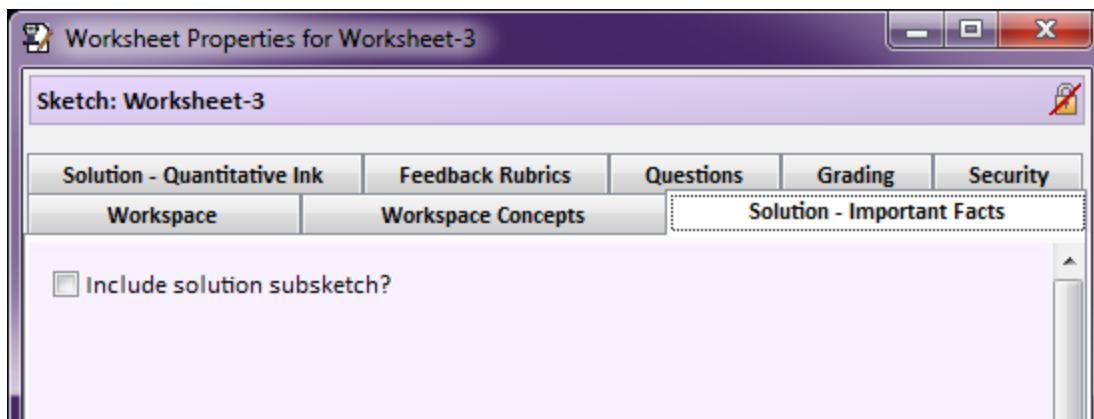 Worksheet Properties for Worksheet-3
Sketch: Worksheet-3
Solution - Quantitative Ink Feedback Rubrics Questions Grading Security
Workspace Workspace Concepts Solution - Important Facts
Include solution subsketch?